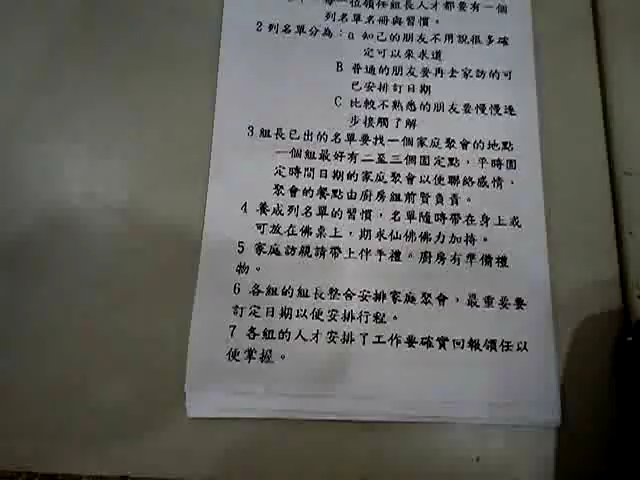 每一位領任組長人才都要有一個
列名單名冊與習慣。
2 列名單分為：a 知己的朋友不用說很多確
定可以來求道
B 普通的朋友要再去家訪的可
已安排訂日期
C 比較不熟悉的朋友要慢慢逐
步接觸了解
3 組長已出的名單要找一個家庭聚會的地點
一個組最好有二至三個固定點，平時固
定時間日期的家庭聚會以便聯絡感情。
聚會的餐點由廚房組前賢負責。
4 養成列名單的習慣，名單隨時帶在身上或
可放在佛桌上，期求仙佛佛力加持。
5 家庭訪親請帶上伴手禮。廚房有準備禮
物。
6 各組的組長整合安排家庭聚會，最重要要
訂定日期以便安排行程。
7 各組的人才安排了工作要確實回報領任以
便掌握。